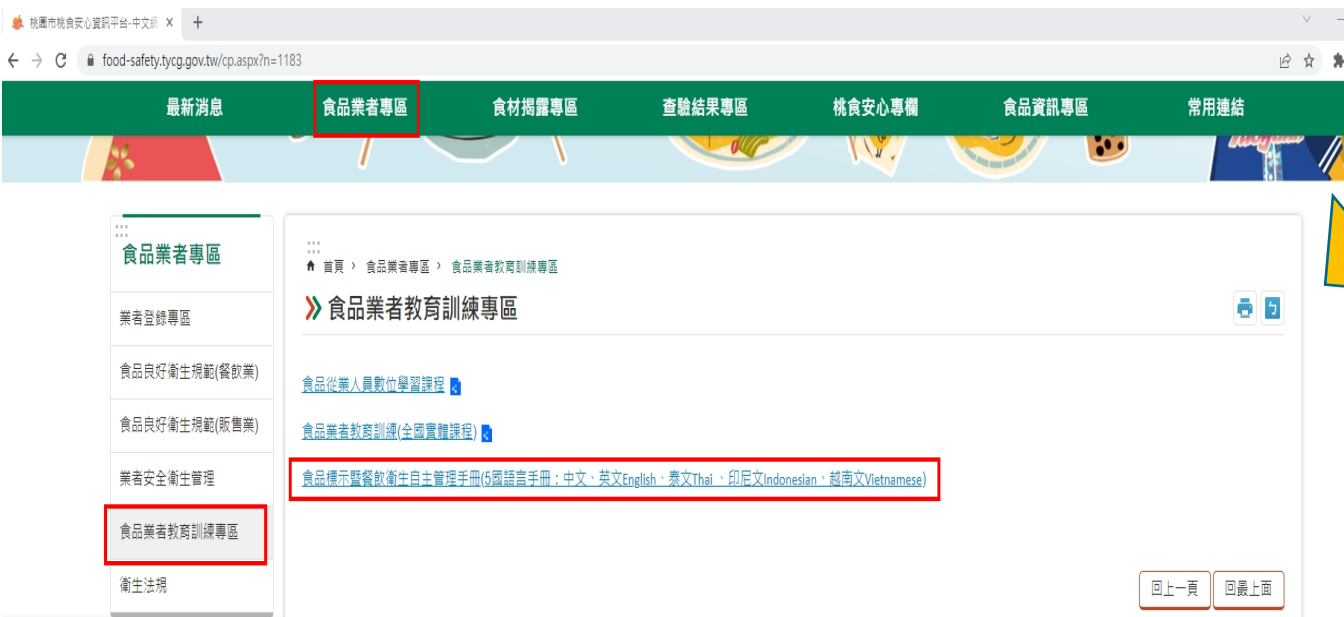 桃園市桃食安心資訊平台-中文網
food-safety.tycg.gov.tw/cp.aspx?n=1183
最新消息 食品業者專區 食材揭露專區 查驗結果專區 桃食安心專欄 食品資訊專區 常用連結
食品業者專區
業者登錄專區
食品良好衛生規範(餐飲業)
食品良好衛生規範(販售業)
業者安全衛生管理
食品業者教育訓練專區
衛生法規
首頁 › 食品業者專區 › 食品業者教育訓練專區
食品業者教育訓練專區
食品從業人員數位學習課程
食品業者教育訓練(全國實體課程)
食品標示暨餐飲衛生自主管理手冊(5國語言手冊：中文、英文English、泰文Thai 、印尼文Indonesian、越南文Vietnamese)
回上一頁 回最上面